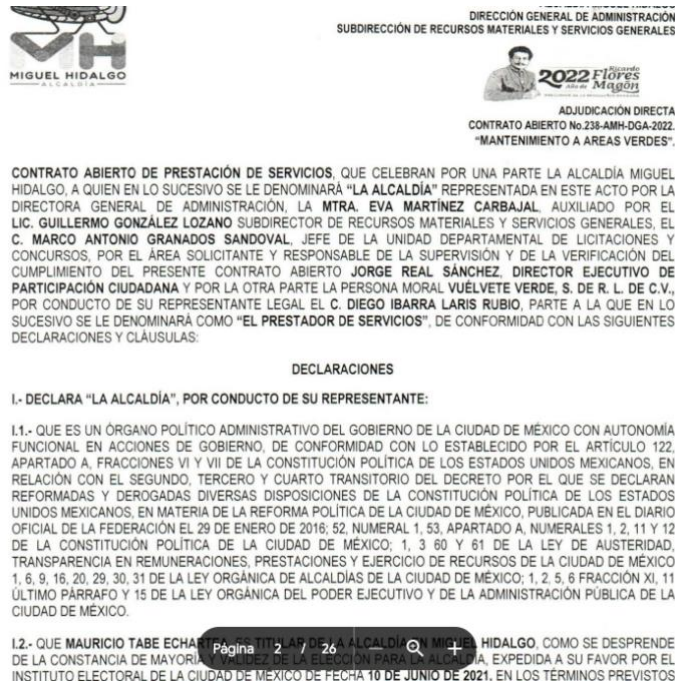 DIRECCIÓN GENERAL DE ADMINISTRACIÓN
SUBDIRECCIÓN DE RECURSOS MATERIALES Y SERVICIOS GENERALES
MH
MIGUEL HIDALGO
ALCALDÍA
2022 Ricardo Flores
Año de Magón
ADJUDICACIÓN DIRECTA
CONTRATO ABIERTO No.238-AMH-DGA-2022.
"MANTENIMIENTO A AREAS VERDES".
CONTRATO ABIERTO DE PRESTACIÓN DE SERVICIOS, QUE CELEBRAN POR UNA PARTE LA ALCALDÍA MIGUEL
HIDALGO, A QUIEN EN LO SUCESIVO SE LE DENOMINARÁ "LA ALCALDÍA" REPRESENTADA EN ESTE ACTO POR LA
DIRECTORA GENERAL DE ADMINISTRACIÓN, LA MTRA. EVA MARTÍNEZ CARBAJAL, AUXILIADO POR EL
LIC. GUILLERMO GONZÁLEZ LOZANO SUBDIRECTOR DE RECURSOS MATERIALES Y SERVICIOS GENERALES, EL
C. MARCO ANTONIO GRANADOS SANDOVAL, JEFE DE LA UNIDAD DEPARTAMENTAL DE LICITACIONES Y
CONCURSOS, POR EL ÁREA SOLICITANTE Y RESPONSABLE DE LA SUPERVISIÓN Y DE LA VERIFICACIÓN DEL
CUMPLIMIENTO DEL PRESENTE CONTRATO ABIERTO JORGE REAL SÁNCHEZ, DIRECTOR EJECUTIVO DE
PARTICIPACIÓN CIUDADANA Y POR LA OTRA PARTE LA PERSONA MORAL VUÉLVETE VERDE, S. DE R. L. DE C.V.,
POR CONDUCTO DE SU REPRESENTANTE LEGAL EL C. DIEGO IBARRA LARIS RUBIO, PARTE A LA QUE EN LO
SUCESIVO SE LE DENOMINARÁ COMO "EL PRESTADOR DE SERVICIOS", DE CONFORMIDAD CON LAS SIGUIENTES
DECLARACIONES Y CLÁUSULAS:
DECLARACIONES
I.- DECLARA "LA ALCALDÍA", POR CONDUCTO DE SU REPRESENTANTE:
I.1.- QUE ES UN ÓRGANO POLÍTICO ADMINISTRATIVO DEL GOBIERNO DE LA CIUDAD DE MÉXICO CON AUTONOMÍA
FUNCIONAL EN ACCIONES DE GOBIERNO, DE CONFORMIDAD CON LO ESTABLECIDO POR EL ARTÍCULO 122,
APARTADO A, FRACCIONES VI Y VII DE LA CONSTITUCIÓN POLÍTICA DE LOS ESTADOS UNIDOS MEXICANOS, EN
RELACIÓN CON EL SEGUNDO, TERCERO Y CUARTO TRANSITORIO DEL DECRETO POR EL QUE SE DECLARAN
REFORMADAS Y DEROGADAS DIVERSAS DISPOSICIONES DE LA CONSTITUCIÓN POLÍTICA DE LOS ESTADOS
UNIDOS MEXICANOS, EN MATERIA DE LA REFORMA POLÍTICA DE LA CIUDAD DE MÉXICO, PUBLICADA EN EL DIARIO
OFICIAL DE LA FEDERACIÓN EL 29 DE ENERO DE 2016; 52, NUMERAL 1, 53, APARTADO A, NUMERALES 1, 2, 11 Y 12
DE LA CONSTITUCIÓN POLÍTICA DE LA CIUDAD DE MÉXICO; 1, 3 60 Y 61 DE LA LEY DE AUSTERIDAD,
TRANSPARENCIA EN REMUNERACIONES, PRESTACIONES Y EJERCICIO DE RECURSOS DE LA CIUDAD DE MÉXICO
1, 6, 9, 16, 20, 29, 30, 31 DE LA LEY ORGÁNICA DE ALCALDÍAS DE LA CIUDAD DE MÉXICO; 1, 2, 5, 6 FRACCIÓN XI, 11
ÚLTIMO PÁRRAFO Y 15 DE LA LEY ORGÁNICA DEL PODER EJECUTIVO Y DE LA ADMINISTRACIÓN PÚBLICA DE LA
CIUDAD DE MÉXICO.
I.2.- QUE MAURICIO TABE ECHARTEA, ES TITULAR DE LA ALCALDÍA EN MIGUEL HIDALGO, COMO SE DESPRENDE
Página 2 / 26
DE LA CONSTANCIA DE MAYORÍA Y VALIDEZ DE LA ELECCIÓN PARA LA ALCALDÍA, EXPEDIDA A SU FAVOR POR EL
INSTITUTO ELECTORAL DE LA CIUDAD DE MÉXICO DE FECHA 10 DE JUNIO DE 2021, EN LOS TÉRMINOS PREVISTOS